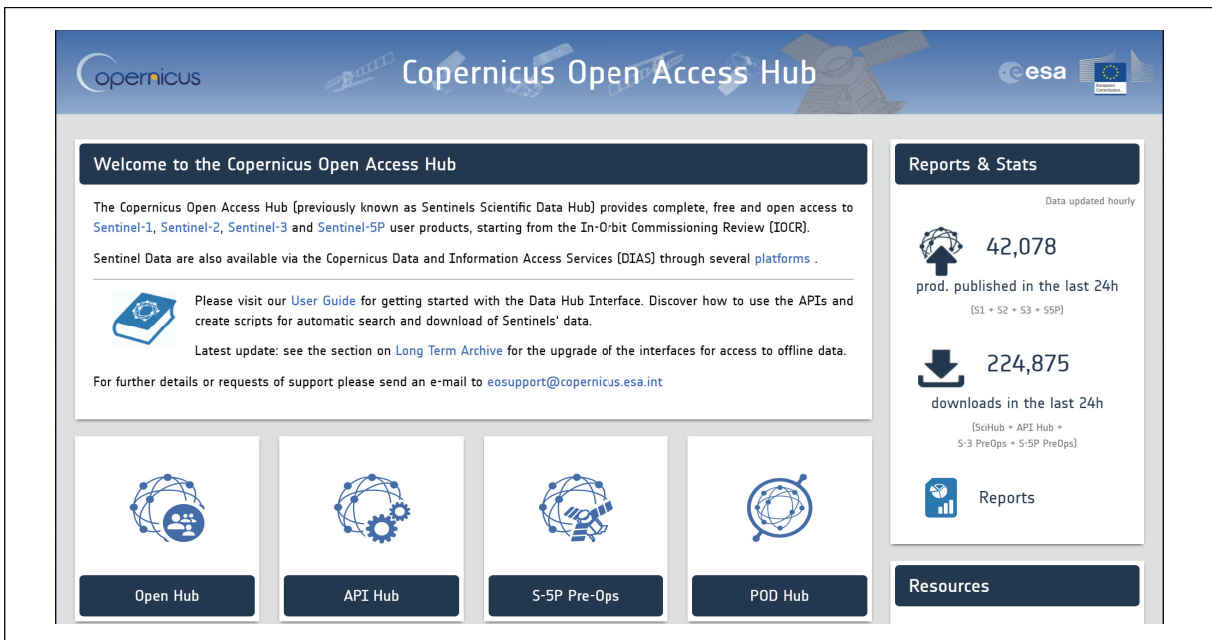 opernicus
Copernicus Open Access Hub
esa
European
Commission
Welcome to the Copernicus Open Access Hub
The Copernicus Open Access Hub (previously known as Sentinels Scientific Data Hub) provides complete, free and open access to
Sentinel-1, Sentinel-2, Sentinel-3 and Sentinel-5P user products, starting from the In-Orbit Commissioning Review (IOCR).
Sentinel Data are also available via the Copernicus Data and Information Access Services (DIAS) through several platforms .
Please visit our User Guide for getting started with the Data Hub Interface. Discover how to use the APIs and
create scripts for automatic search and download of Sentinels' data.
Latest update: see the section on Long Term Archive for the upgrade of the interfaces for access to offline data.
For further details or requests of support please send an e-mail to eosupport@copernicus.esa.int
Open Hub
API Hub
S-5P Pre-Ops
POD Hub
Reports & Stats
Data updated hourly
42,078
prod. published in the last 24h
(S1 + S2 + S3 + S5P)
224,875
downloads in the last 24h
(SciHub + API Hub +
S-3 PreOps + S-5P PreOps)
Reports
Resources